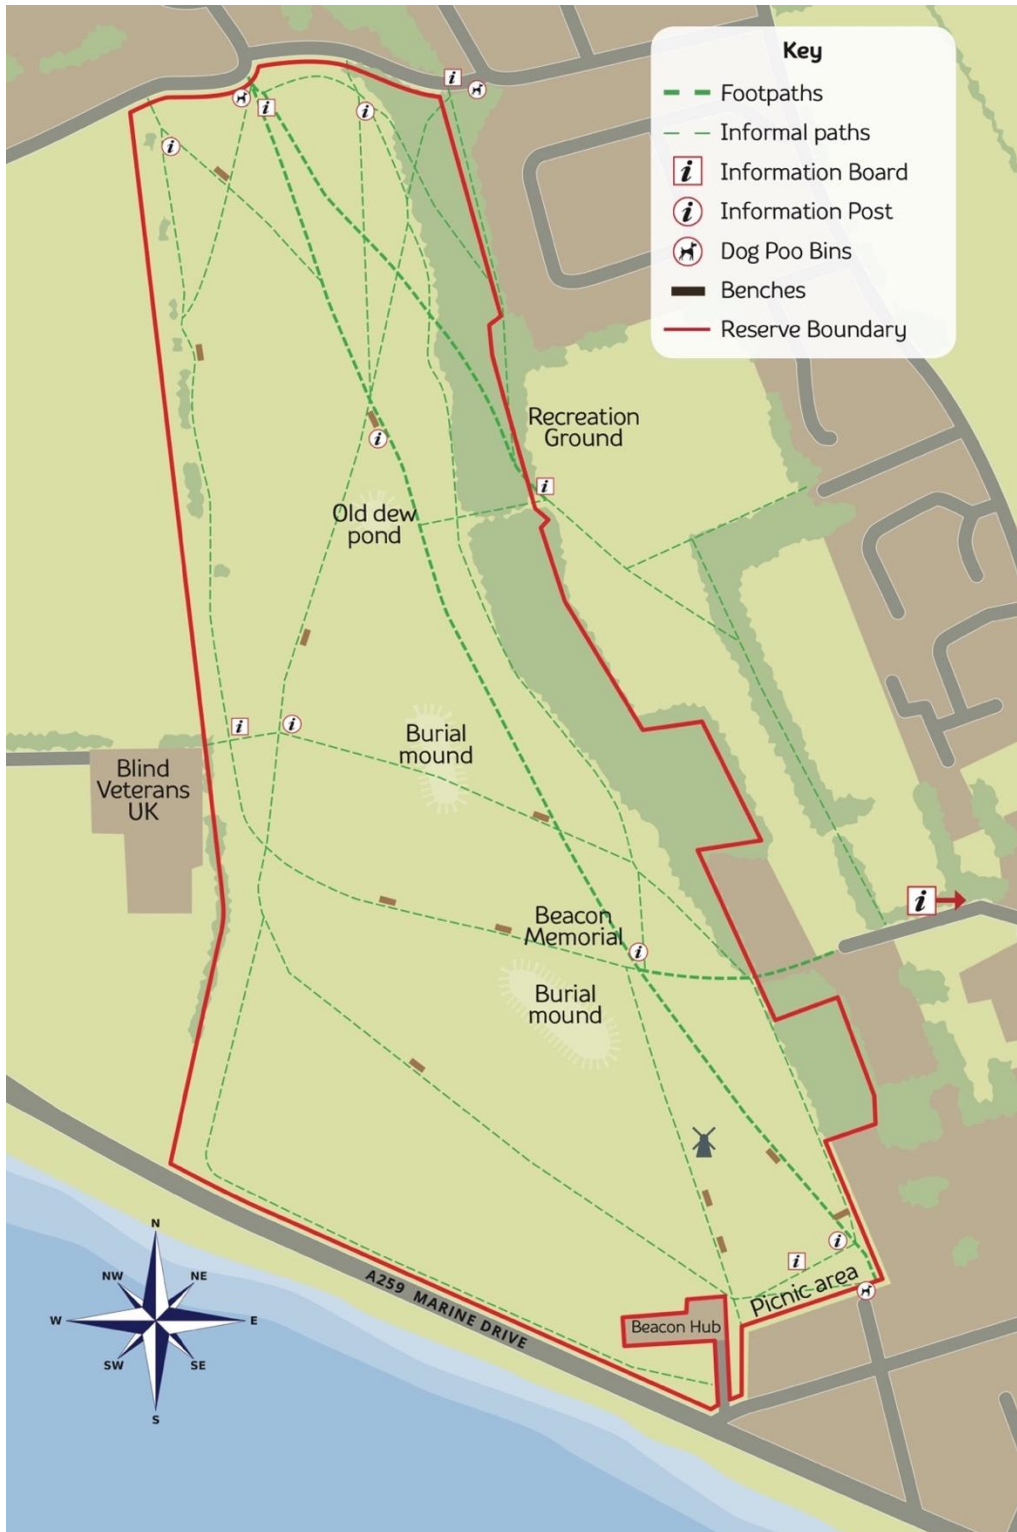 Key
Footpaths
Informal paths
i Information Board
i Information Post
Dog Poo Bins
Benches
Reserve Boundary
i
i
i
i
i
Recreation
Ground
i
i
Old dew
pond
i
i
Burial
mound
Blind
Veterans
UK
i
Beacon
Memorial
i
Burial
mound
i
i
Picnic area
Beacon Hub
A259 MARINE DRIVE
N
NW
NE
W
E
SW
SE
S